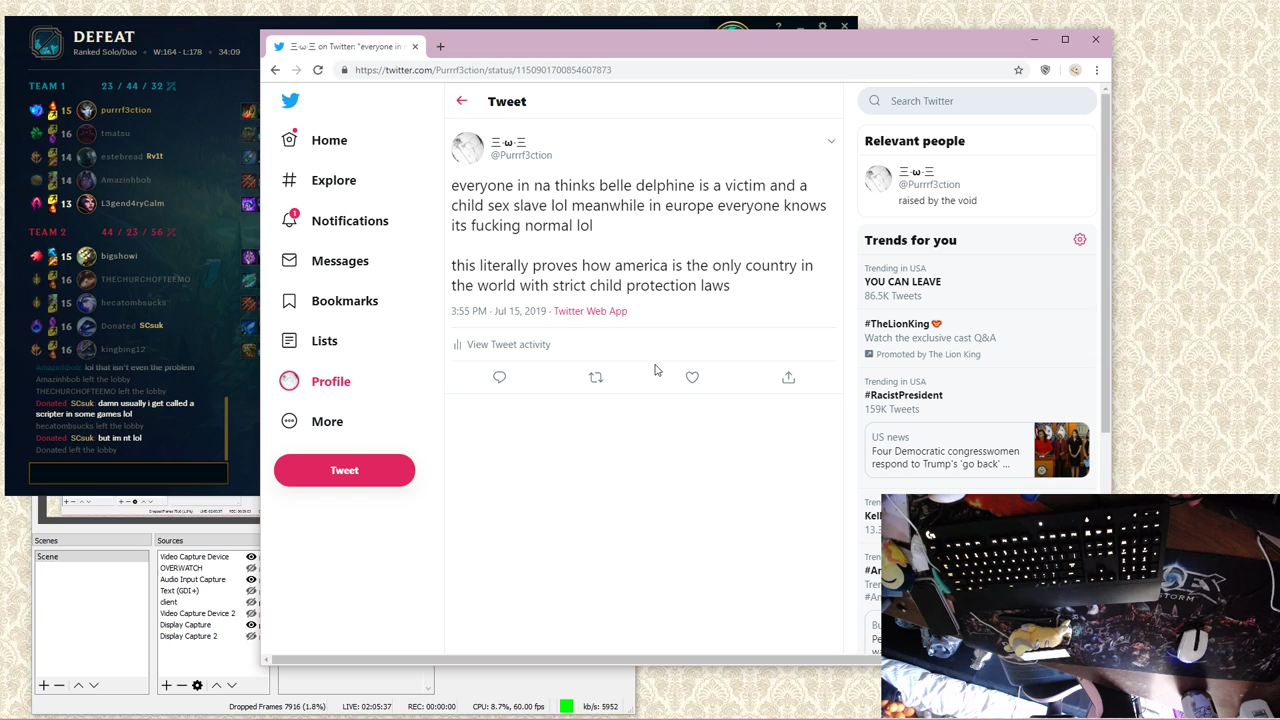 DEFEAT
Ranked Solo/Duo • W:164 - L:178 • 34:09
TEAM 1 23 / 44 / 32
15 purrrf3ction
16 tmatsu
14 estebread Rv1t
14 Amazinhbob
13 L3gend4ryCalm
TEAM 2 44 / 23 / 56
15 bigshowi
16 THECHURCHOFTEEMO
15 hecatombsucks
16 Donated SCsuk
16 kingbing12
Amazinhbob: lol that isn't even the problem
Amazinhbob left the lobby
THECHURCHOFTEEMO left the lobby
Donated SCsuk: damn usually i get called a
scripter in some games lol
hecatombsucks left the lobby
Donated SCsuk: but im nt lol
Donated left the lobby
三·ω·三 on Twitter: "everyone in
https://twitter.com/Purrrf3ction/status/1150901700854607873
Home
Explore
1
Notifications
Messages
Bookmarks
Lists
Profile
More
Tweet
Tweet
三·ω·三
@Purrrf3ction
everyone in na thinks belle delphine is a victim and a
child sex slave lol meanwhile in europe everyone knows
its fucking normal lol
this literally proves how america is the only country in
the world with strict child protection laws
3:55 PM · Jul 15, 2019 · Twitter Web App
View Tweet activity
Search Twitter
Relevant people
三·ω·三
@Purrrf3ction
raised by the void
Trends for you
Trending in USA
YOU CAN LEAVE
86.5K Tweets
#TheLionKing
Watch the exclusive cast Q&A
Promoted by The Lion King
Trending in USA
#RacistPresident
159K Tweets
US news
Four Democratic congresswomen
respond to Trump's 'go back' ...
Scenes
Scene
Sources
Video Capture Device
OVERWATCH
Audio Input Capture
Text (GDI+)
client
Video Capture Device 2
Display Capture
Display Capture 2
Dropped Frames 7916 (1.8%)
LIVE: 02:05:37
REC: 00:00:00
CPU: 8.7%, 60.00 fps
kb/s: 5952